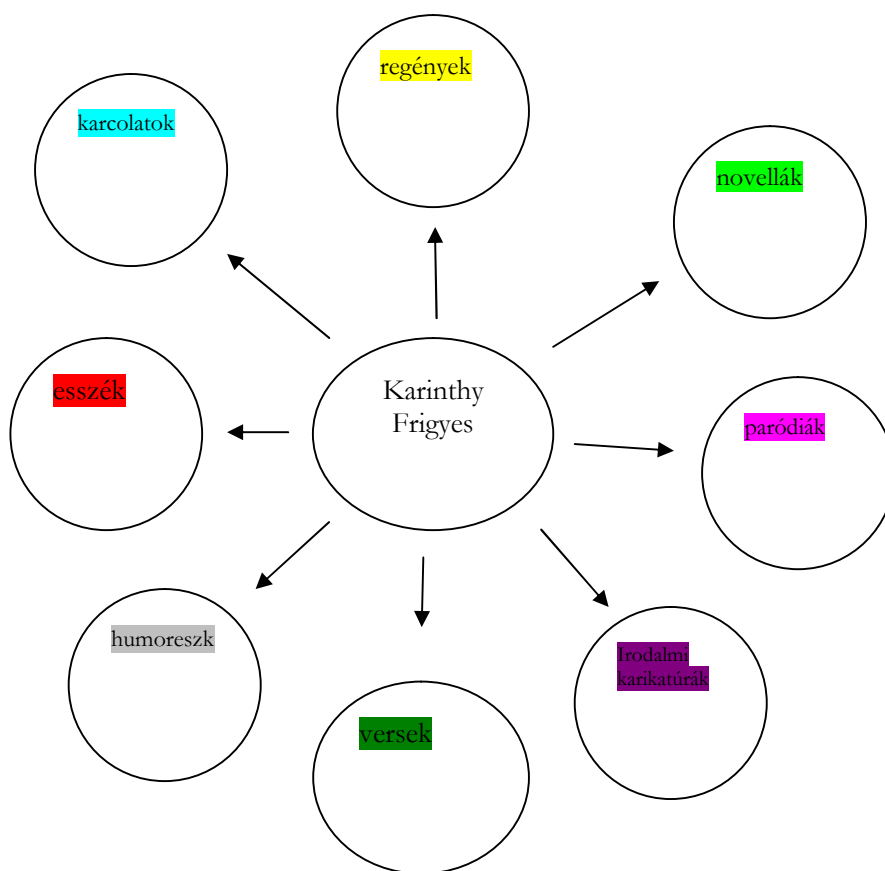 regények
karcolatok
novellák
Karinthy
Frigyes
esszék
paródiák
humoreszk
Irodalmi
karikatúrák
versek